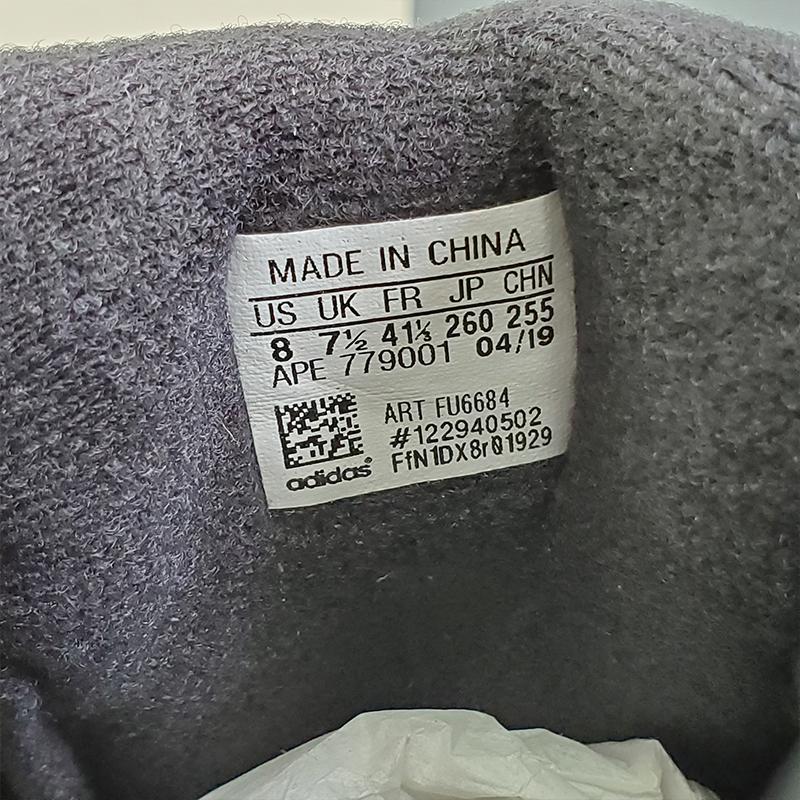 MADE IN CHINA
US UK FR JP CHN
8 7½ 41⅓ 260 255
APE 779001 04/19
ART FU6684
#122940502
FfN1DX8r01929
adidas®